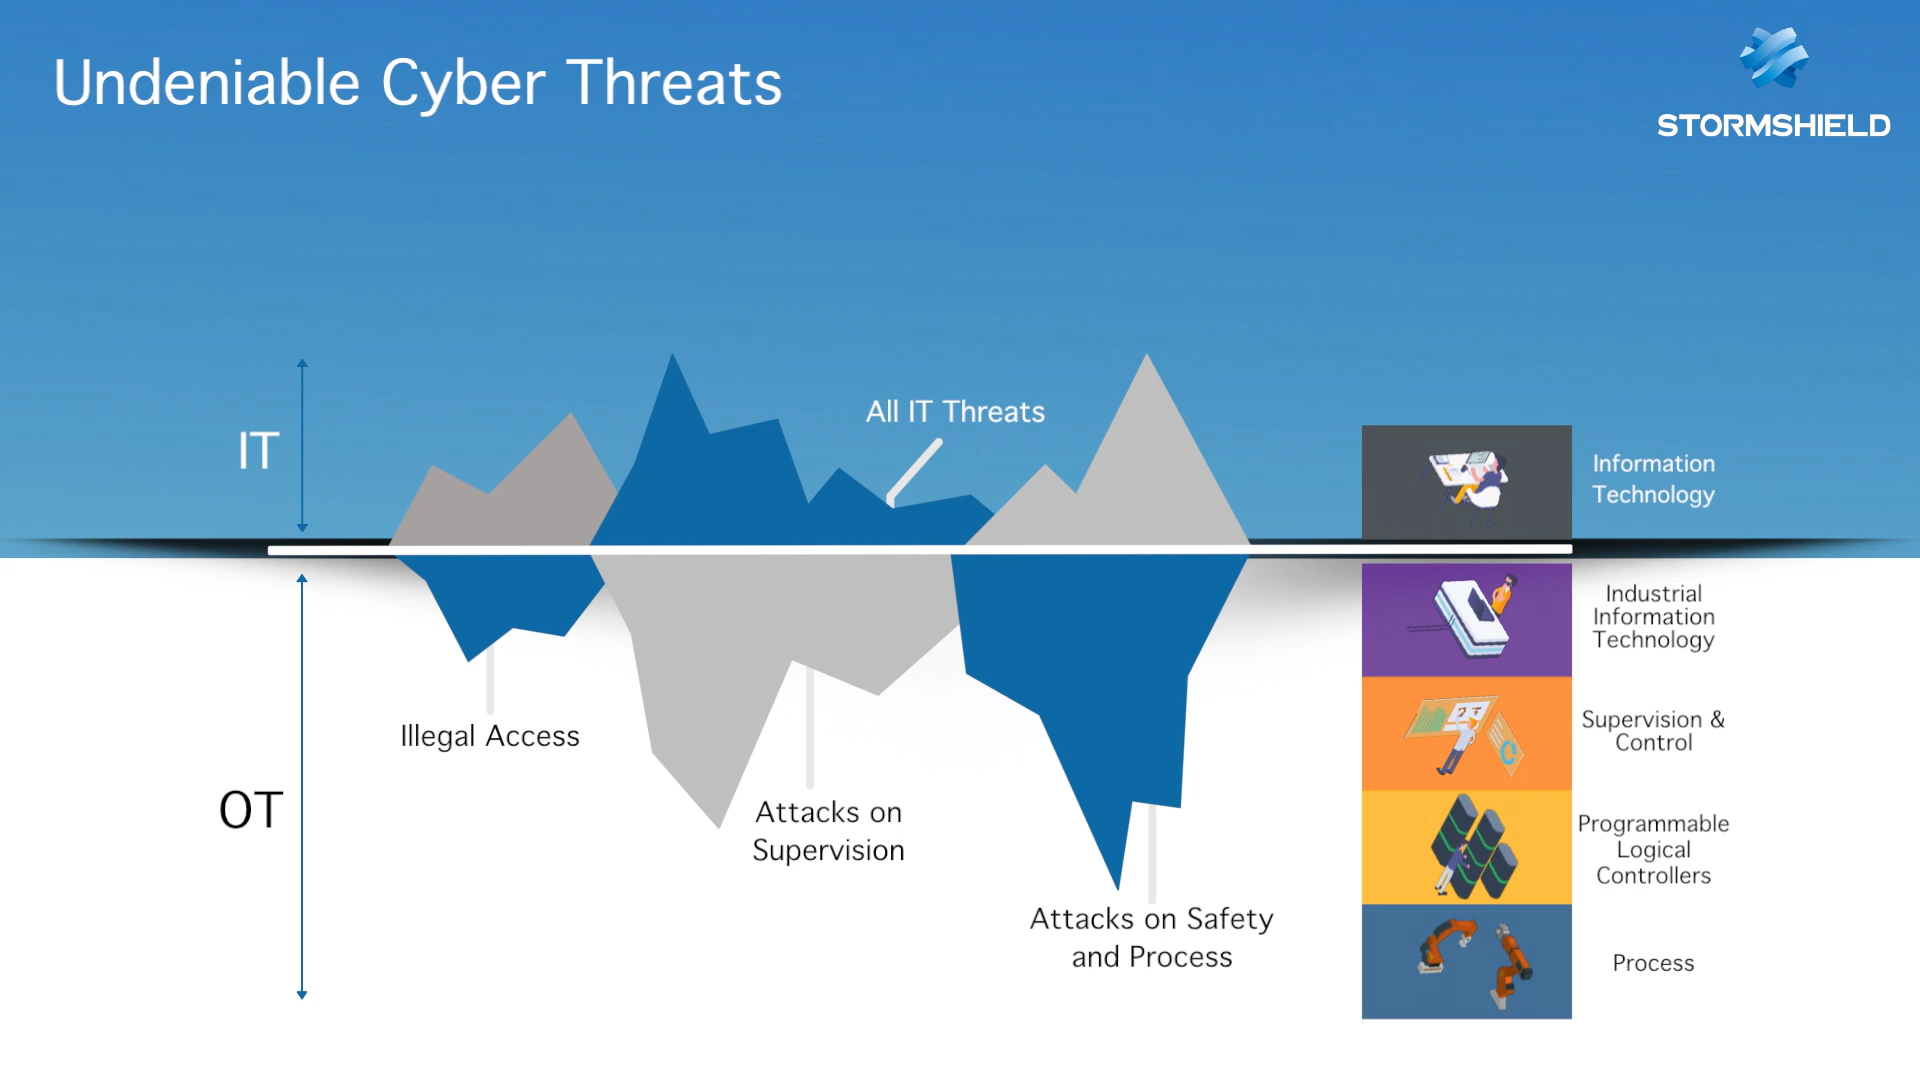 Undeniable Cyber Threats
STORMSHIELD
All IT Threats
IT
Information
Technology
Industrial
Information
Technology
Illegal Access
Supervision &
Control
OT
Attacks on
Supervision
Programmable
Logical
Controllers
Attacks on Safety
and Process
Process